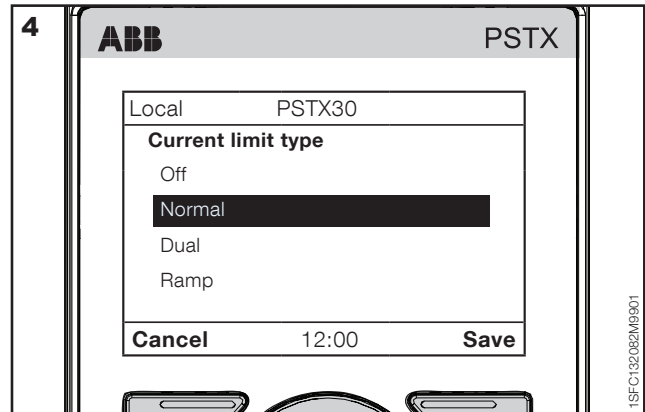 4
ABB PSTX
Local PSTX30
Current limit type
Off
Normal
Dual
Ramp
Cancel 12:00 Save
1SFC132082M9901